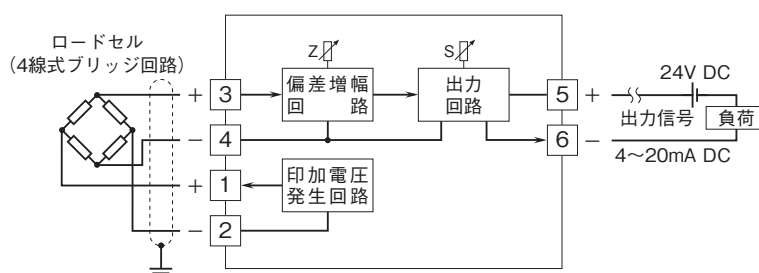 ロードセル
（4線式ブリッジ回路）
Z
S
＋
3
偏差増幅
回路
出力
回路
5
＋
24V DC
出力信号
負荷
－
4
6
－
4～20mA DC
＋
1
印加電圧
発生回路
－
2